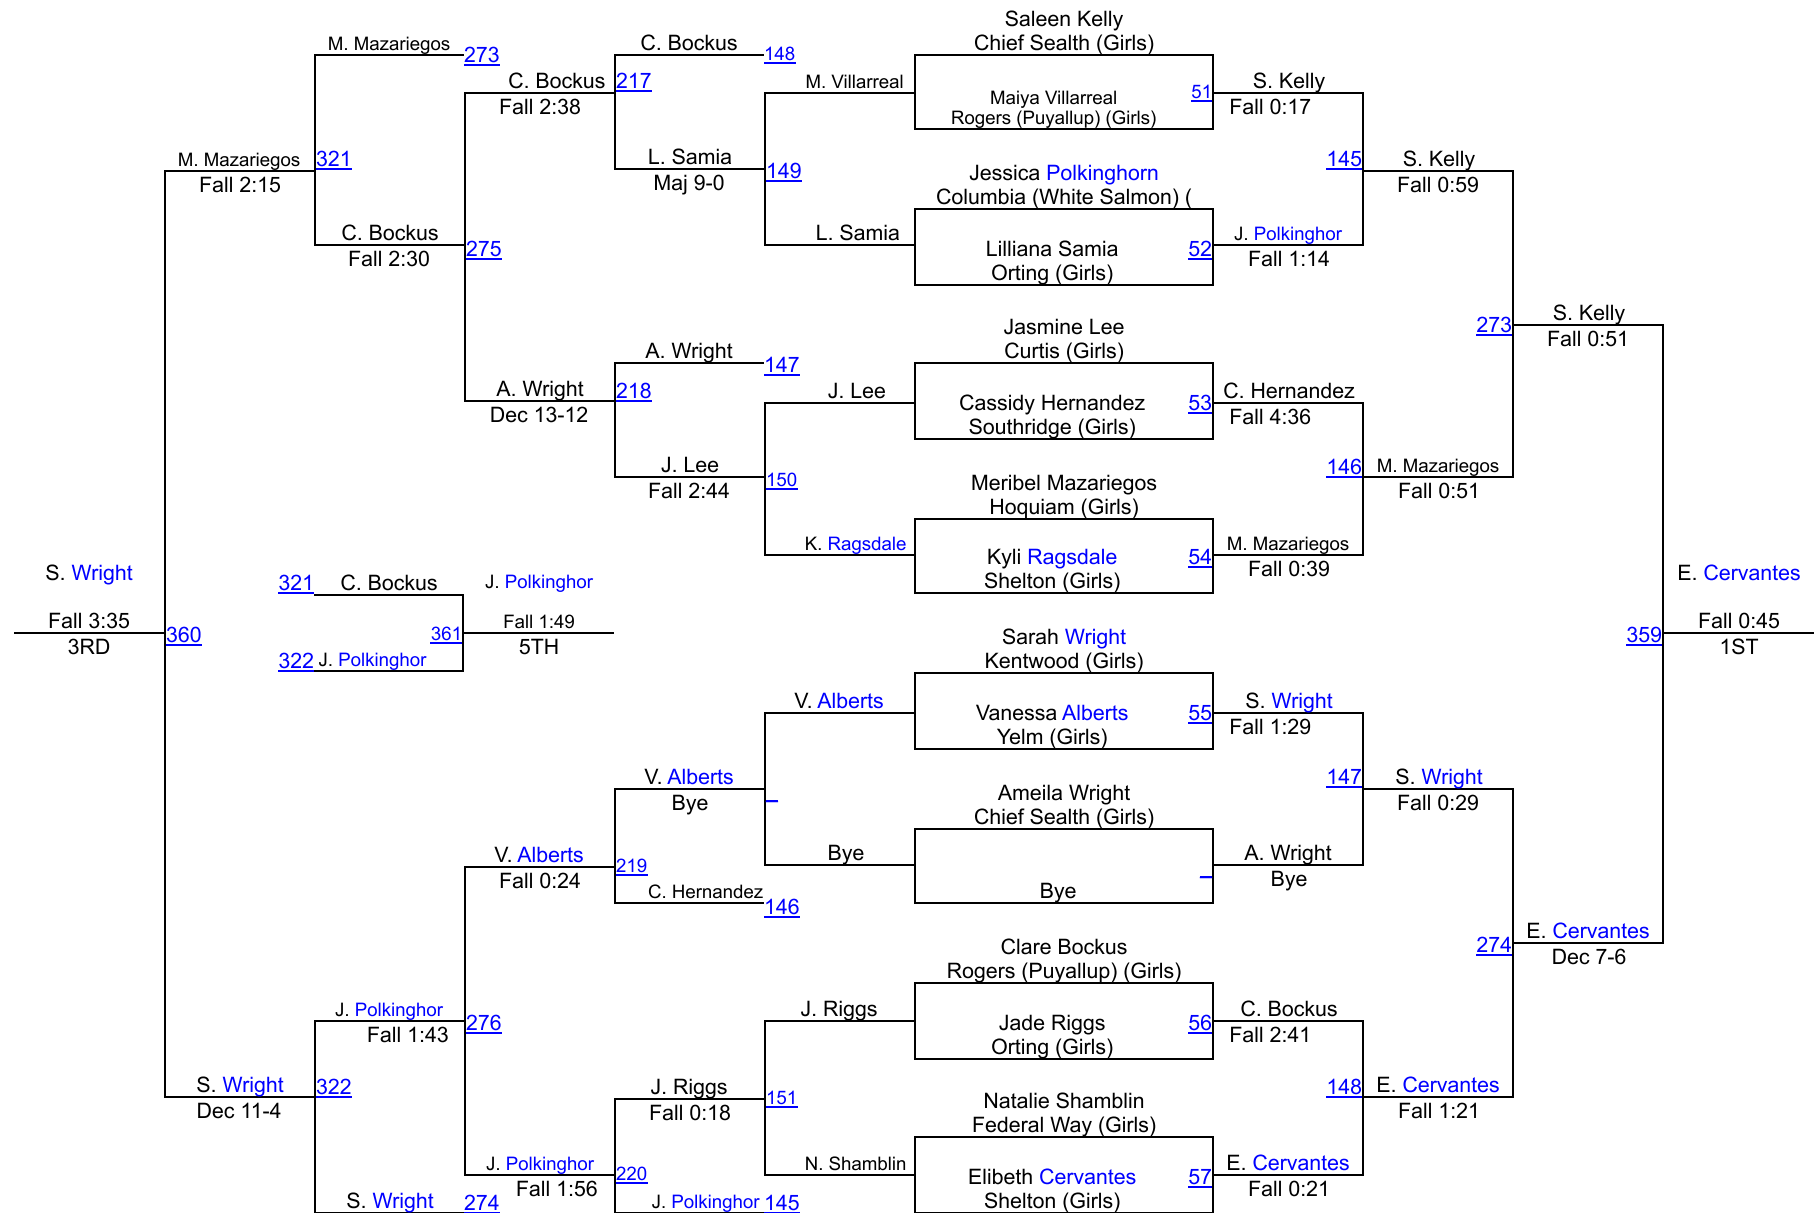 Saleen Kelly
M. Mazariegos 273 C. Bockus 148 Chief Sealth (Girls)
C. Bockus 217 M. Villarreal 51 S. Kelly
Fall 2:38 Maiya Villarreal Fall 0:17
Rogers (Puyallup) (Girls)
M. Mazariegos 321 L. Samia 149 145 S. Kelly
Fall 2:15 Maj 9-0 Jessica Polkinghorn Fall 0:59
Columbia (White Salmon) (
C. Bockus 275 L. Samia J. Polkinghor
Fall 2:30 Lilliana Samia 52 Fall 1:14
Orting (Girls)
Jasmine Lee 273 S. Kelly
A. Wright 147 Curtis (Girls) Fall 0:51
A. Wright 218 J. Lee 53 C. Hernandez
Dec 13-12 Cassidy Hernandez Fall 4:36
Southridge (Girls)
J. Lee 150 146 M. Mazariegos
Fall 2:44 Meribel Mazariegos Fall 0:51
Hoquiam (Girls)
K. Ragsdale Kyli Ragsdale 54 M. Mazariegos
S. Wright 321 C. Bockus J. Polkinghor Shelton (Girls) Fall 0:39 E. Cervantes
Fall 3:35 360 361 Fall 1:49 359 Fall 0:45
3RD 322 J. Polkinghor 5TH Sarah Wright 1ST
Kentwood (Girls)
V. Alberts Vanessa Alberts 55 S. Wright
Yelm (Girls) Fall 1:29
V. Alberts 147 S. Wright
Bye Ameila Wright Fall 0:29
Chief Sealth (Girls)
V. Alberts 219 Bye A. Wright
Fall 0:24 C. Hernandez 146 Bye Bye
Clare Bockus 274 E. Cervantes
Rogers (Puyallup) (Girls) Dec 7-6
J. Polkinghor 276 J. Riggs Jade Riggs 56 C. Bockus
Fall 1:43 Orting (Girls) Fall 2:41
S. Wright 322 J. Riggs 151 148 E. Cervantes
Dec 11-4 Fall 0:18 Natalie Shamblin Fall 1:21
Federal Way (Girls)
J. Polkinghor 220 N. Shamblin Elibeth Cervantes 57 E. Cervantes
Fall 1:56 Shelton (Girls) Fall 0:21
S. Wright 274 J. Polkinghor 145